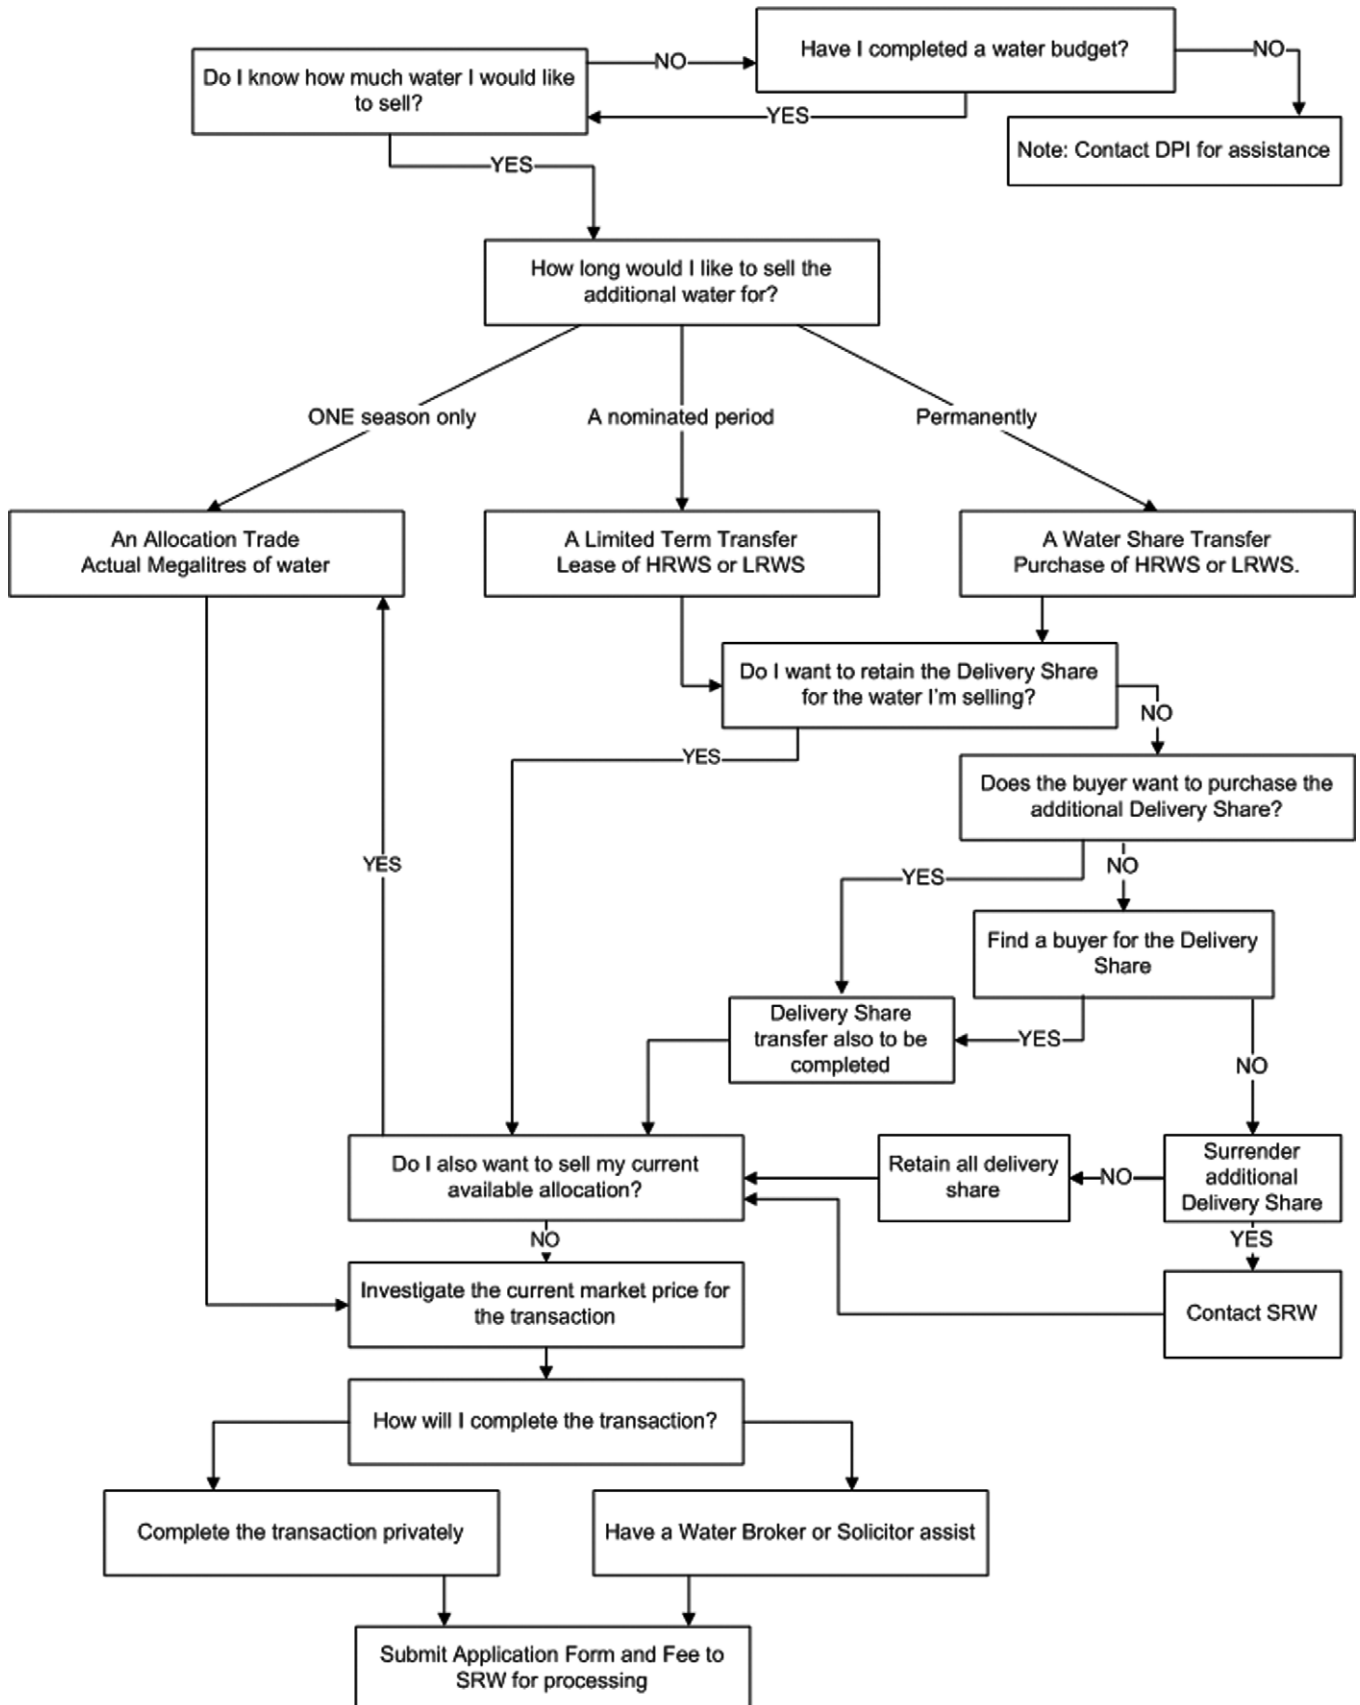 Have I completed a water budget?
NO
NO
Do I know how much water I would like
to sell?
YES
Note: Contact DPI for assistance
YES
How long would I like to sell the
additional water for?
ONE season only
A nominated period
Permanently
An Allocation Trade
Actual Megalitres of water
A Limited Term Transfer
Lease of HRWS or LRWS
A Water Share Transfer
Purchase of HRWS or LRWS.
Do I want to retain the Delivery Share
for the water I'm selling?
NO
YES
Does the buyer want to purchase the
additional Delivery Share?
YES
YES
NO
Find a buyer for the Delivery
Share
Delivery Share
transfer also to be
completed
YES
NO
Do I also want to sell my current
available allocation?
Retain all delivery
share
NO
Surrender
additional
Delivery Share
NO
YES
Investigate the current market price for
the transaction
Contact SRW
How will I complete the transaction?
Complete the transaction privately
Have a Water Broker or Solicitor assist
Submit Application Form and Fee to
SRW for processing